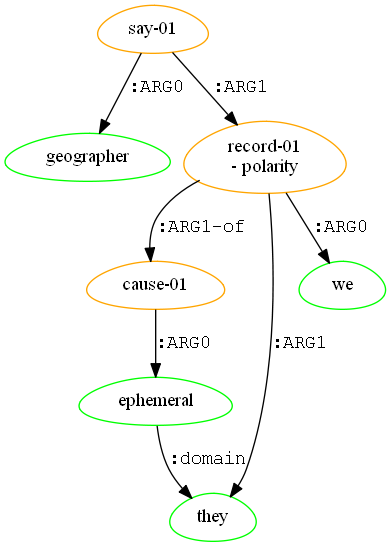 say-01
:ARG0
:ARG1
geographer
record-01
- polarity
:ARG1-of
:ARG0
cause-01
we
:ARG0
:ARG1
ephemeral
:domain
they